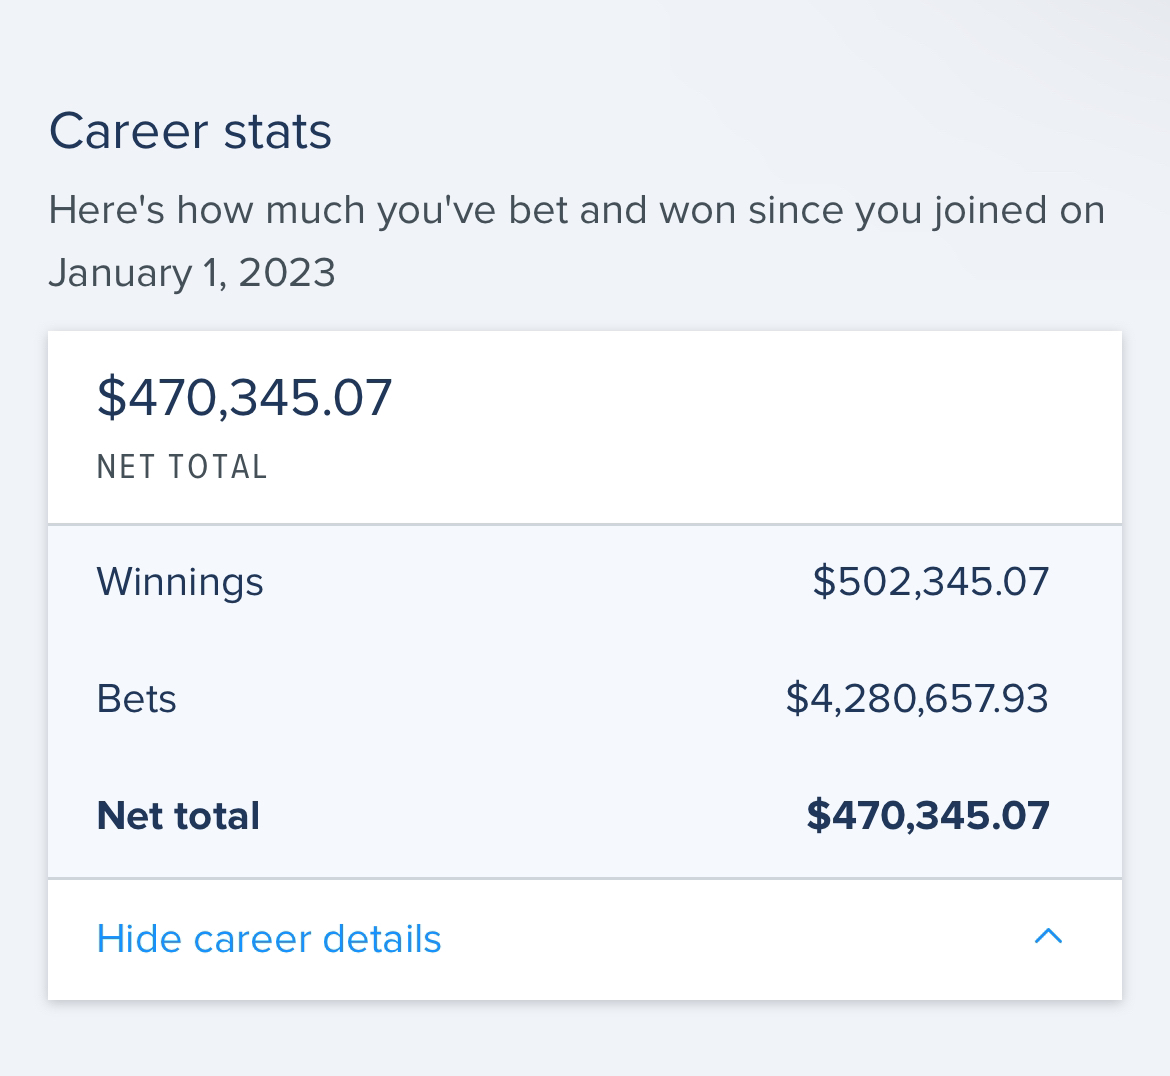 Career stats
Here's how much you've bet and won since you joined on
January 1, 2023
$470,345.07
NET TOTAL
Winnings $502,345.07
Bets $4,280,657.93
Net total $470,345.07
Hide career details